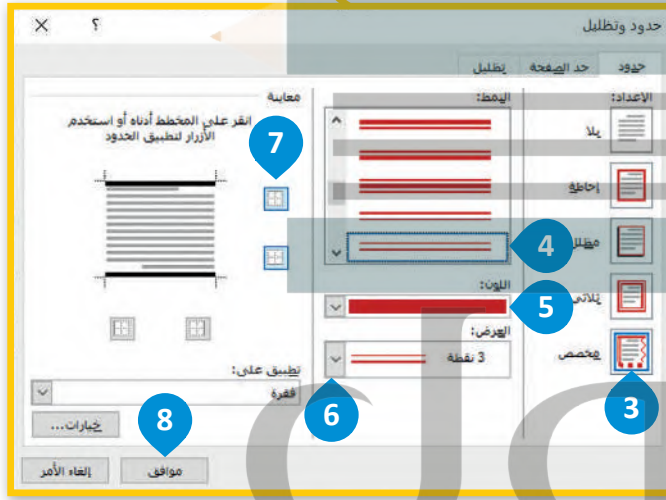 حدود وتظليل
؟ ×
حدود حد الصفحة تظليل
الإعداد:
بلا
إحاطة
ثلاثي
مخصص
3
النمط:
4
اللون:
5
العرض:
3 نقطة
6
معاينة
انقر على المخطط أدناه أو استخدم
الأزرار لتطبيق الحدود
7
تطبيق على:
فقرة
خيارات...
8
موافق
إلغاء الأمر